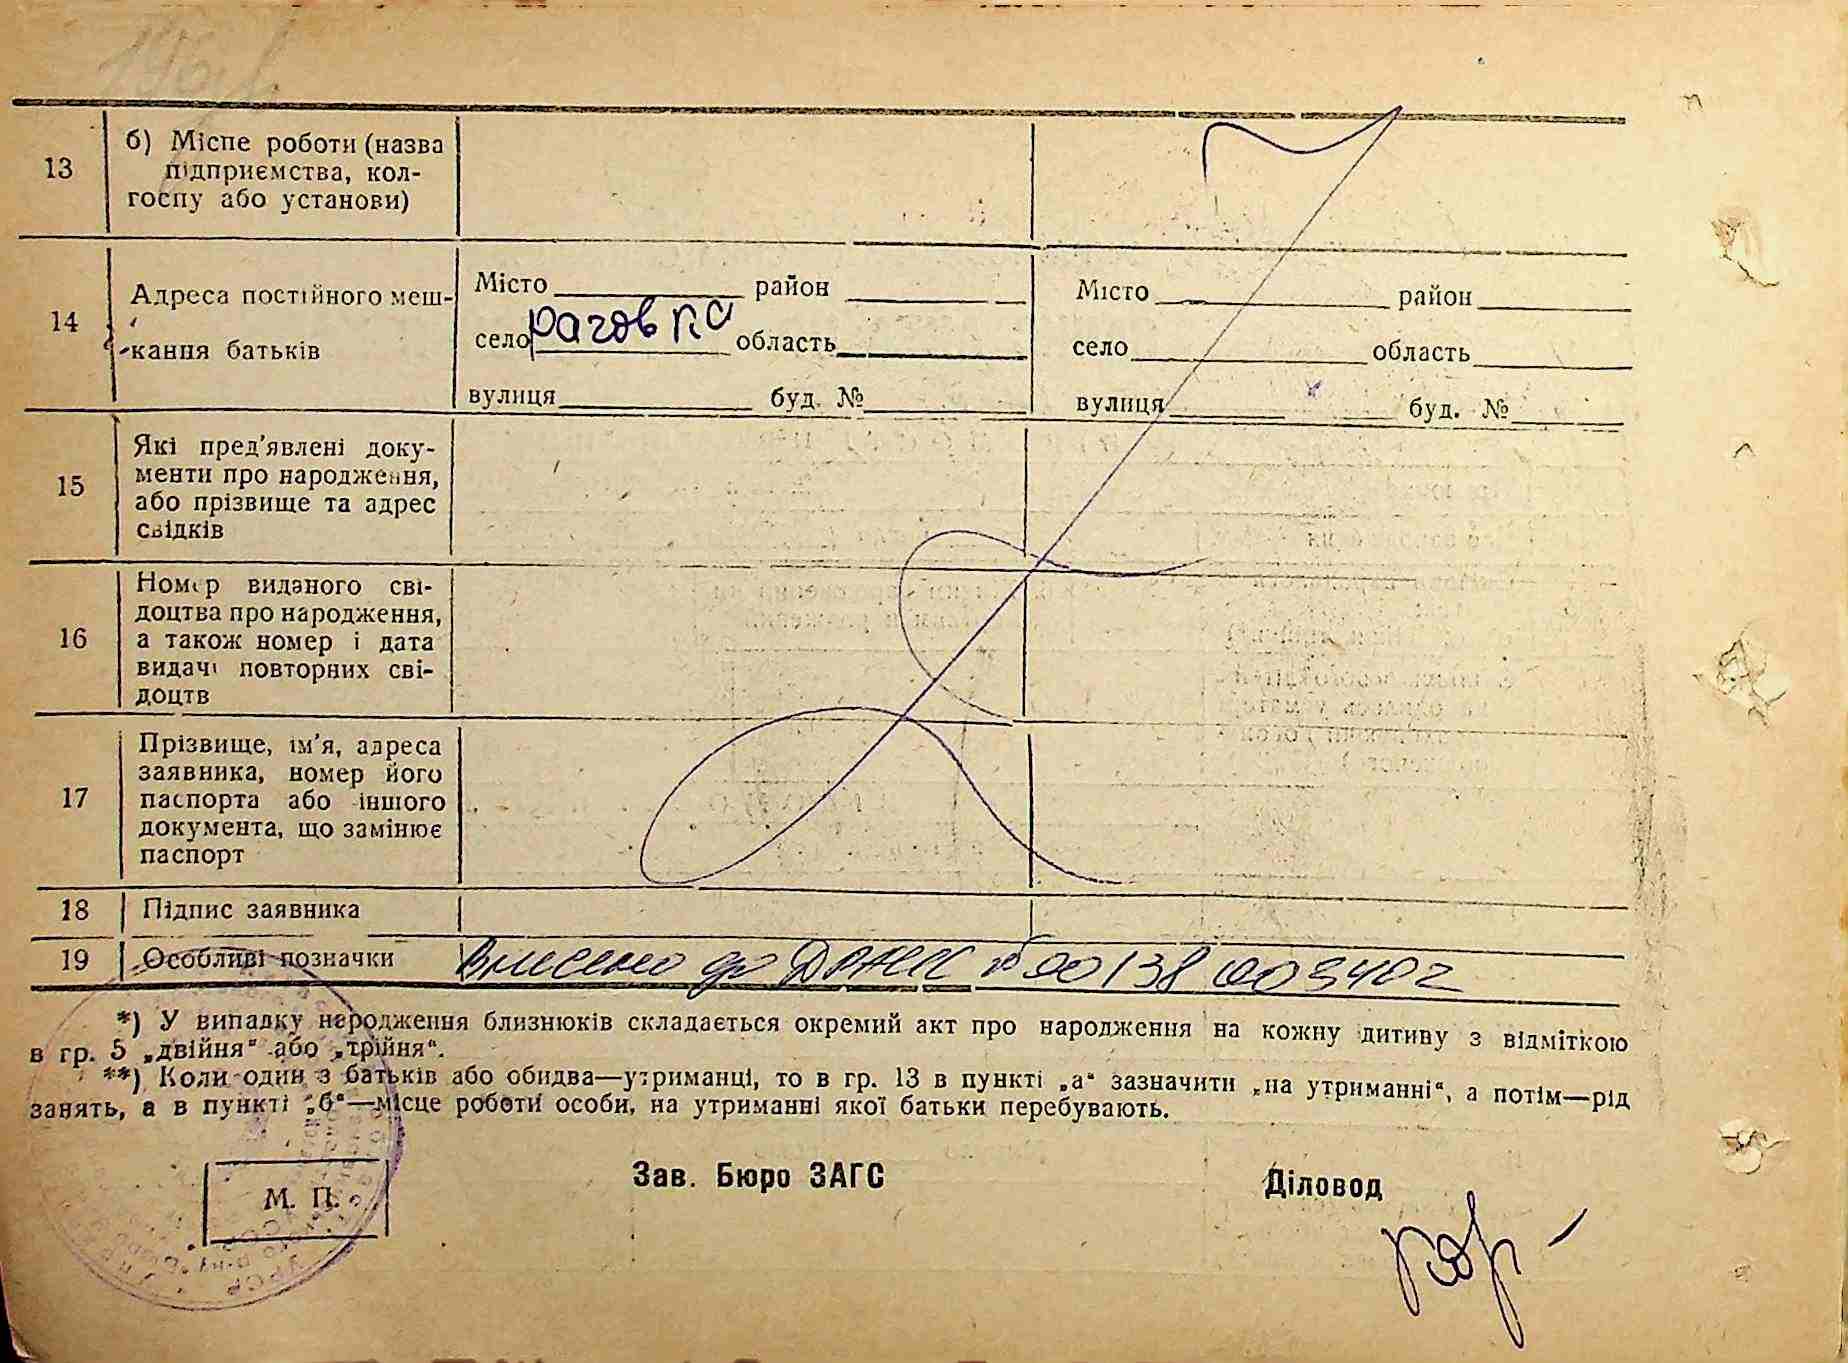 13
б) Міспе роботи (назва
підприємства, кол-
госпу або установи)
14
Адреса постійного меш-
кання батьків
Місто район
село область
вулиця буд. №
Місто район
село область
вулиця буд. №
15
Які пред'явлені доку-
менти про народження,
або прізвище та адрес
свідків
16
Номер виданого сві-
доцтва про народження,
а також номер і дата
видачі повторних сві-
доцтв
17
Прізвище, ім'я, адреса
заявника, номер його
паспорта або іншого
документа, що замінює
паспорт
18 Підпис заявника
19 Особливі позначки Внесено до ДРАЦС № 00138
*) У випадку народження близнюків складається окремий акт про народження на кожну дитину з відміткою
в гр. 5 „двійня“ або „трійня“.
**) Коли один з батьків або обидва—утриманці, то в гр. 13 в пункті „а“ зазначити „на утриманні“, а потім—рід
занять, а в пункті „б“—місце роботи особи, на утриманні якої батьки перебувають.
М. П.
Зав. Бюро ЗАГС
Діловод